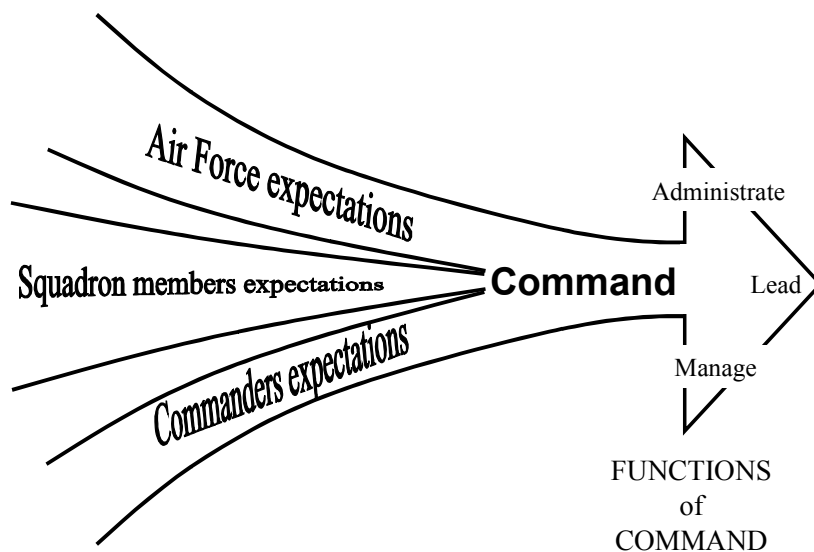 Air Force expectations
Squadron members expectations
Commanders expectations
Command
Administrate
Lead
Manage
FUNCTIONS
of
COMMAND